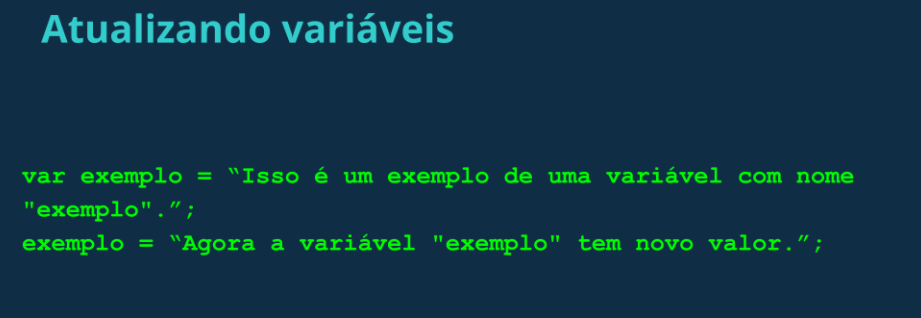 Atualizando variáveis
var exemplo = “Isso é um exemplo de uma variável com nome
"exemplo".”;
exemplo = “Agora a variável "exemplo" tem novo valor.”;